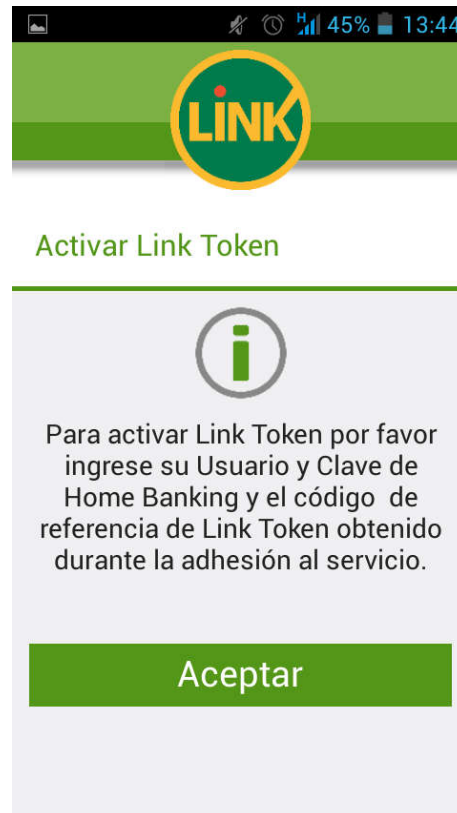 H 45% 13:44
LINK
Activar Link Token
Para activar Link Token por favor
ingrese su Usuario y Clave de
Home Banking y el código de
referencia de Link Token obtenido
durante la adhesión al servicio.
Aceptar